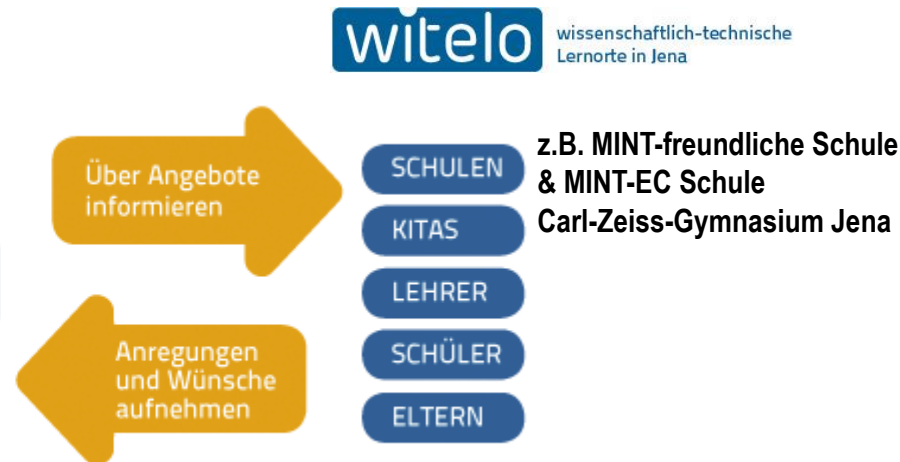 witelo
wissenschaftlich-technische
Lernorte in Jena
Über Angebote
informieren
SCHULEN
z.B. MINT-freundliche Schule
& MINT-EC Schule
Carl-Zeiss-Gymnasium Jena
KITAS
LEHRER
SCHÜLER
ELTERN
Anregungen
und Wünsche
aufnehmen